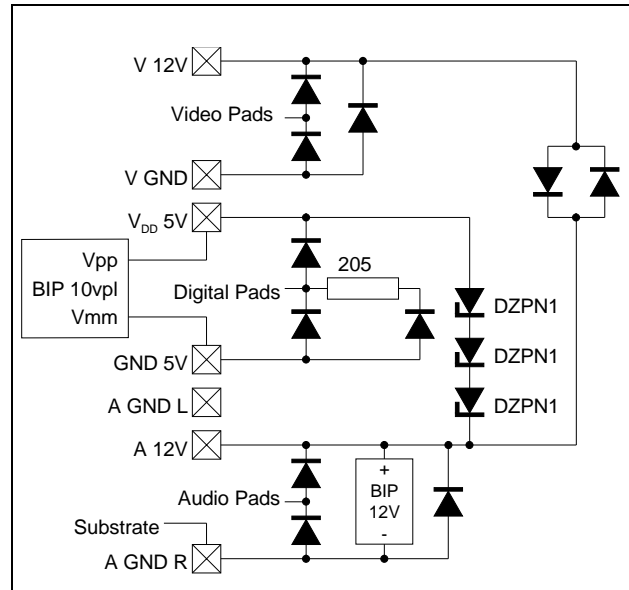 V 12V
Video Pads
V GND
VDD 5V
Vpp
BIP 10vpl
Vmm
205
Digital Pads
DZPN1
DZPN1
DZPN1
GND 5V
A GND L
A 12V
+
BIP
12V
-
Audio Pads
Substrate
A GND R